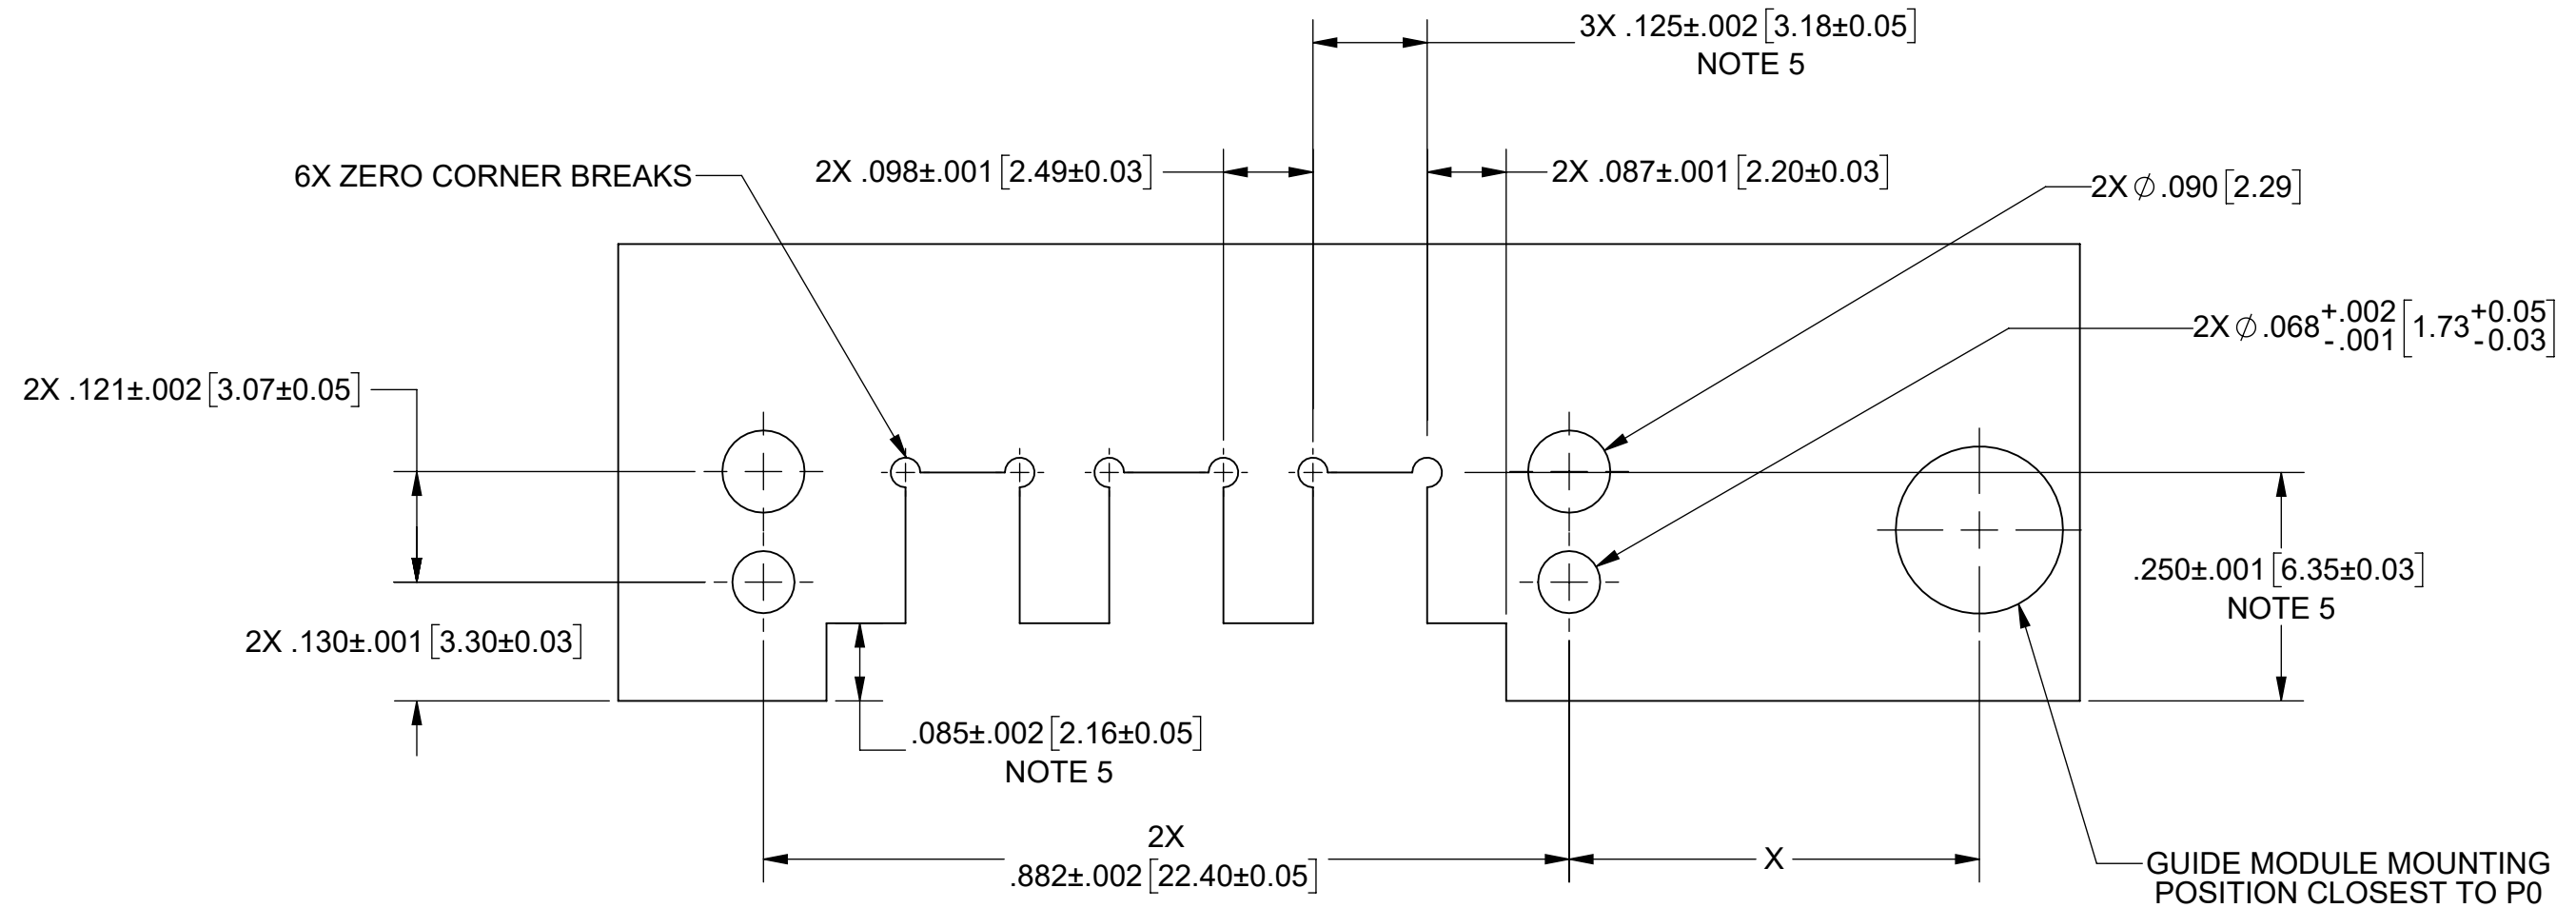 3X .125±.002[3.18±0.05]
NOTE 5
6X ZERO CORNER BREAKS
2X .098±.001[2.49±0.03]
2X .087±.001[2.20±0.03]
2X⌀.090[2.29]
2X⌀.068+.002-.001[1.73+0.05-0.03]
2X .121±.002[3.07±0.05]
.250±.001[6.35±0.03]
NOTE 5
2X .130±.001[3.30±0.03]
.085±.002[2.16±0.05]
NOTE 5
2X
.882±.002[22.40±0.05]
X
GUIDE MODULE MOUNTING
POSITION CLOSEST TO P0